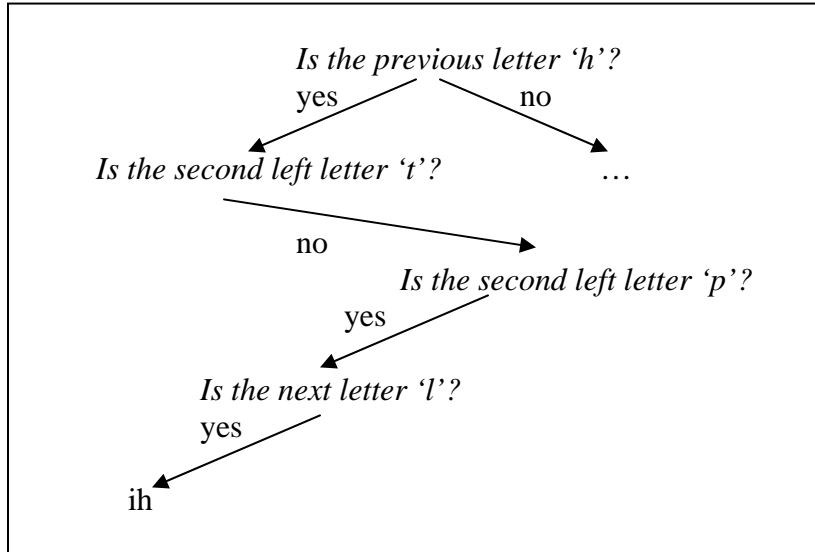 Is the previous letter ‘h’?
yes no
Is the second left letter ‘t’? …
no
Is the second left letter ‘p’?
yes
Is the next letter ‘l’?
yes
ih